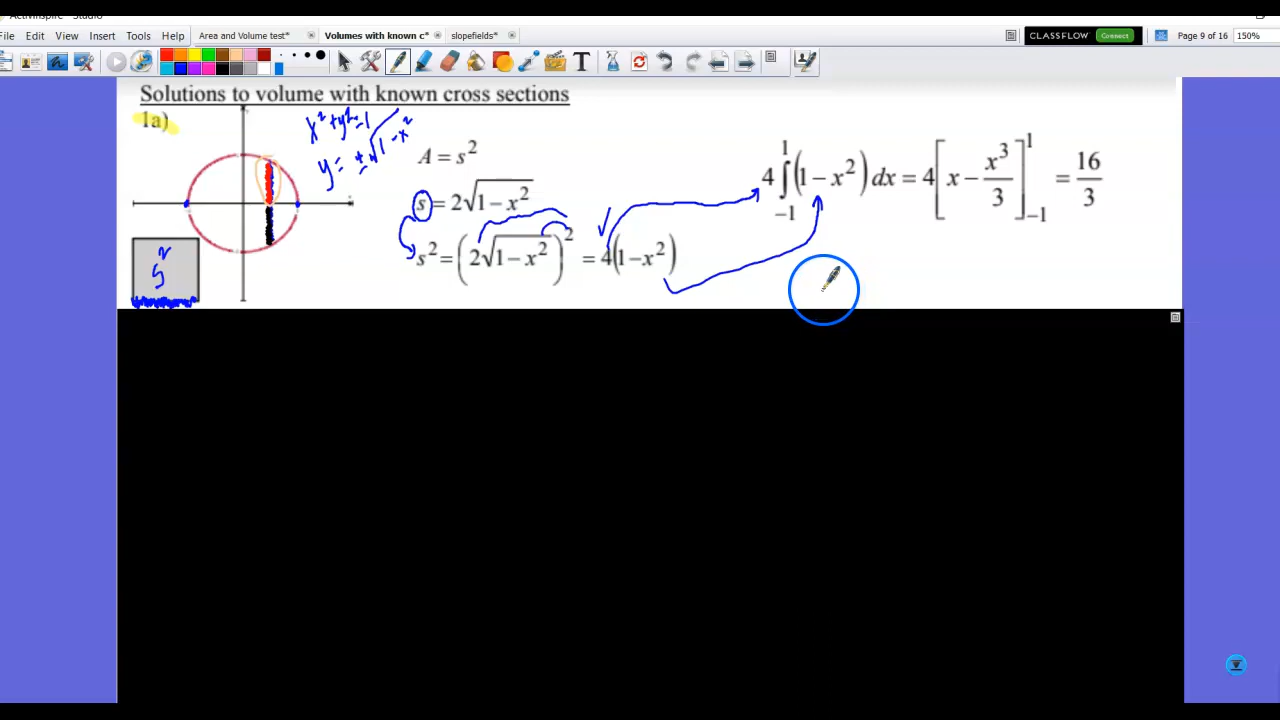 ActivInspire - Studio
File Edit View Insert Tools Help
Area and Volume test*
Volumes with known c*
slopefields*
CLASSFLOW Connect
Page 9 of 16
150%
Solutions to volume with known cross sections
1a)
x² + y² = 1
y = ±√1 − x²
s²
A = s²
s = 2√1 − x²
s² = (2√1 − x²)² = 4(1 − x²)
4∫₋₁¹(1 − x²)dx = 4[x − x³/3]₋₁¹ = 16/3